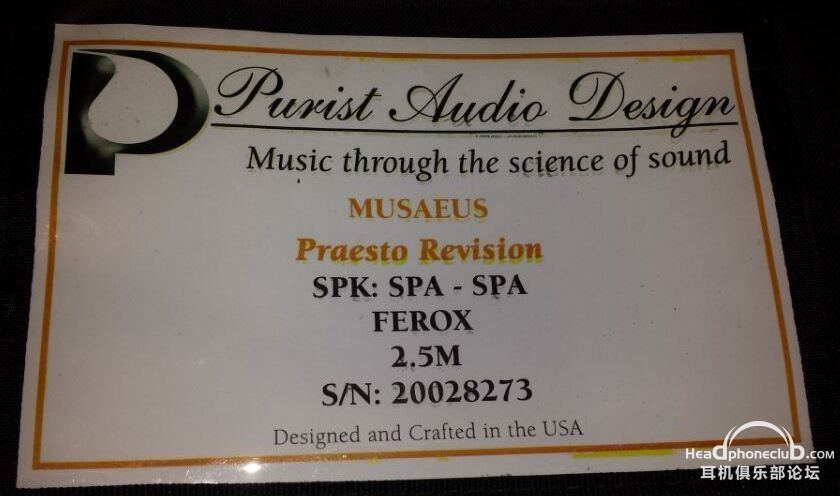 Purist Audio Design
Music through the science of sound
MUSAEUS
Praesto Revision
SPK: SPA - SPA
FEROX
2.5M
S/N: 20028273
Designed and Crafted in the USA
HeadphoneclubD.com
耳机俱乐部论坛